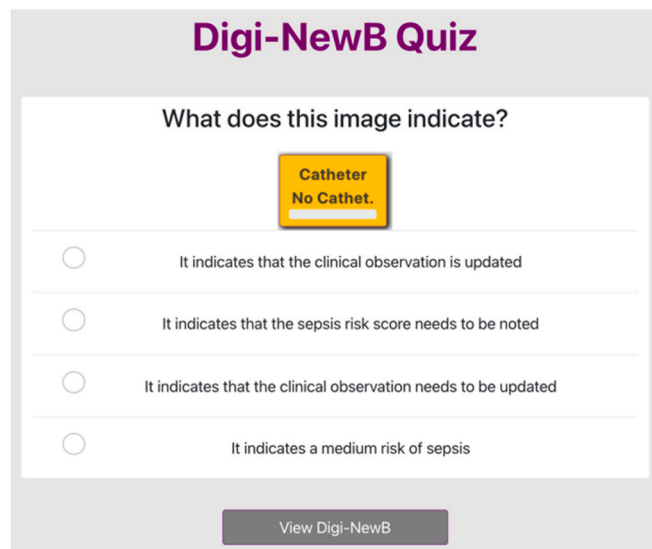 Digi-NewB Quiz
What does this image indicate?
Catheter
No Cathet.
It indicates that the clinical observation is updated
It indicates that the sepsis risk score needs to be noted
It indicates that the clinical observation needs to be updated
It indicates a medium risk of sepsis
View Digi-NewB